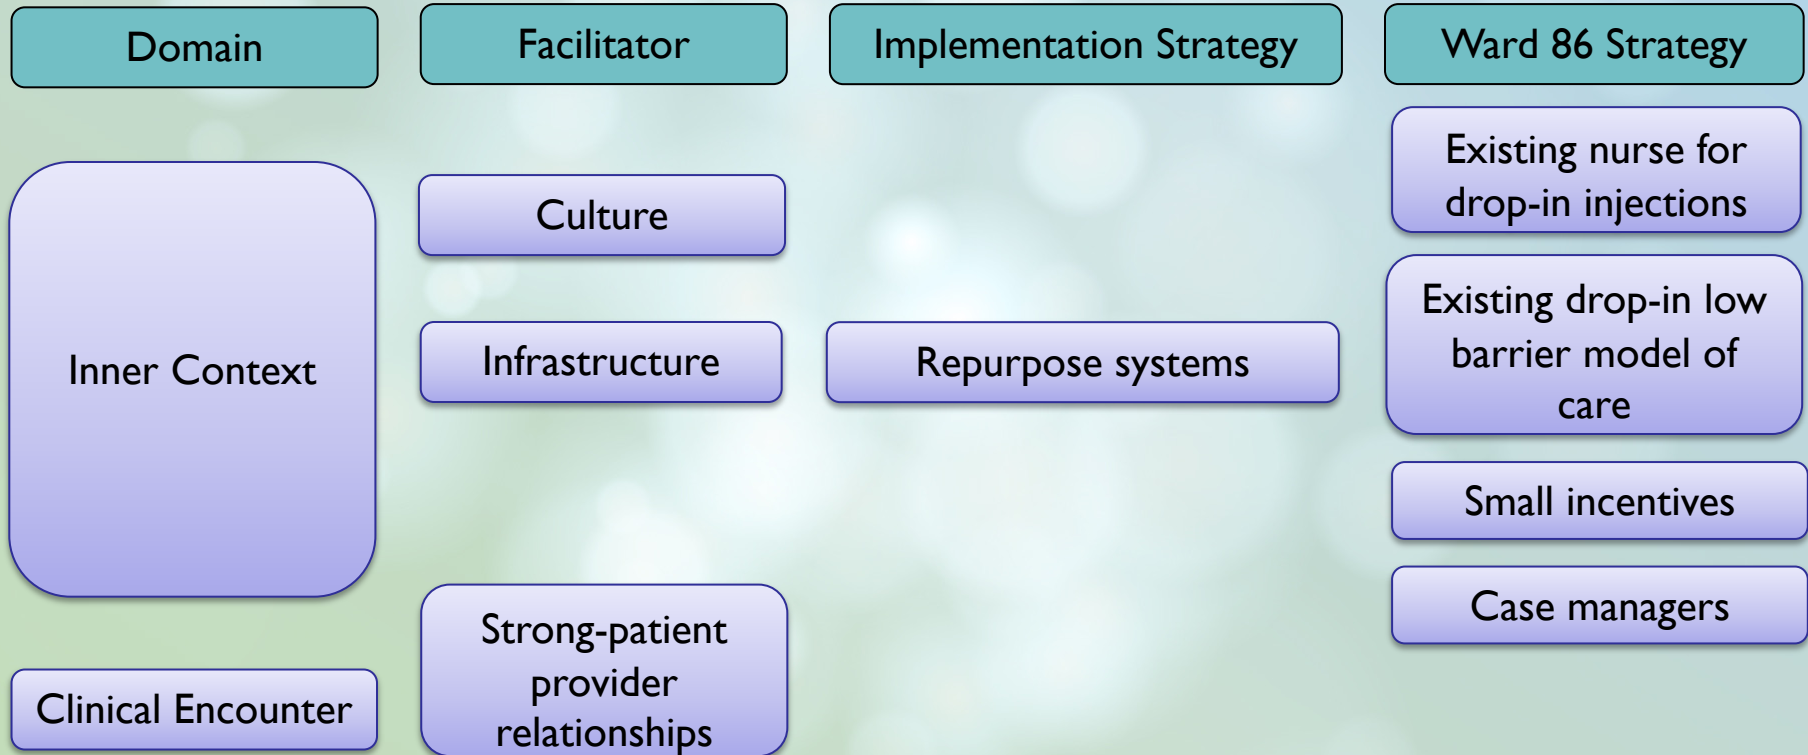 Domain
Facilitator
Implementation Strategy
Ward 86 Strategy
Inner Context
Culture
Infrastructure
Repurpose systems
Existing nurse for
drop-in injections
Existing drop-in low
barrier model of
care
Small incentives
Case managers
Clinical Encounter
Strong-patient
provider
relationships